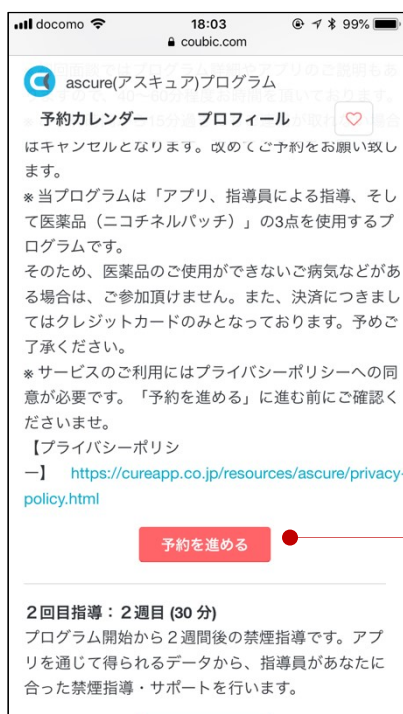 docomo 18:03 99%
coubic.com
ascure(アスキュア)プログラム
予約カレンダー プロフィール
はキャンセルとなります。改めてご予約をお願い致し
ます。
※ 当プログラムは「アプリ、指導員による指導、そし
て医薬品（ニコチネルパッチ）」の3点を使用するプ
ログラムです。
そのため、医薬品のご使用ができないご病気などがあ
る場合は、ご参加頂けません。また、決済につきまし
てはクレジットカードのみとなっております。予めご
了承ください。
※ サービスのご利用にはプライバシーポリシーへの同
意が必要です。「予約を進める」に進む前にご確認く
ださいませ。
【プライバシーポリシ
ー】 https://cureapp.co.jp/resources/ascure/privacy-
policy.html
予約を進める
２回目指導：２週目 (30 分)
プログラム開始から２週間後の禁煙指導です。アプ
リを通じて得られるデータから、指導員があなたに
合った禁煙指導・サポートを行います。